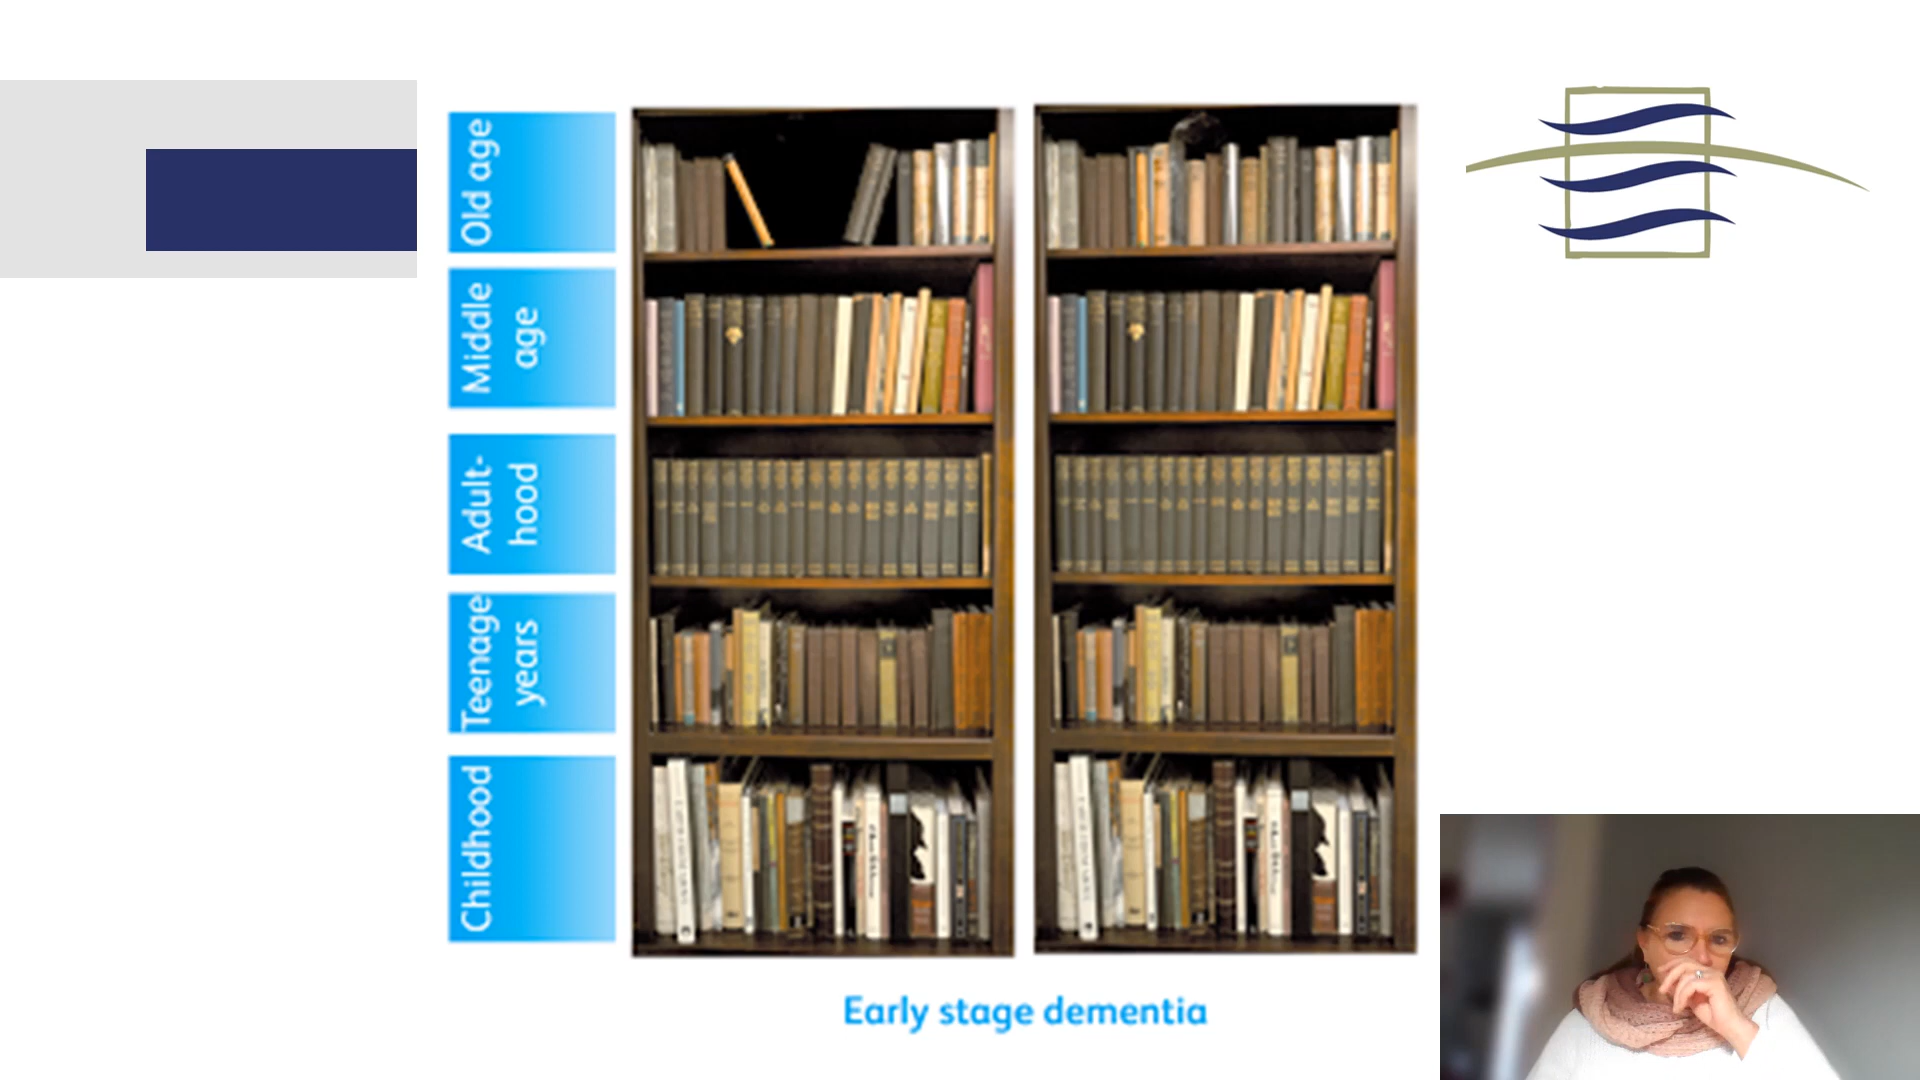 Old age
Middle
age
Adult-
hood
Teenage
years
Childhood
Early stage dementia